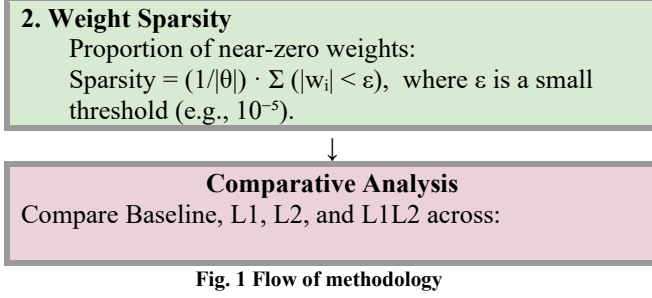 2. Weight Sparsity
Proportion of near-zero weights:
Sparsity = (1/|θ|) · Σ (|wᵢ| < ε), where ε is a small
threshold (e.g., 10⁻⁵).
↓
Comparative Analysis
Compare Baseline, L1, L2, and L1L2 across:
Fig. 1 Flow of methodology